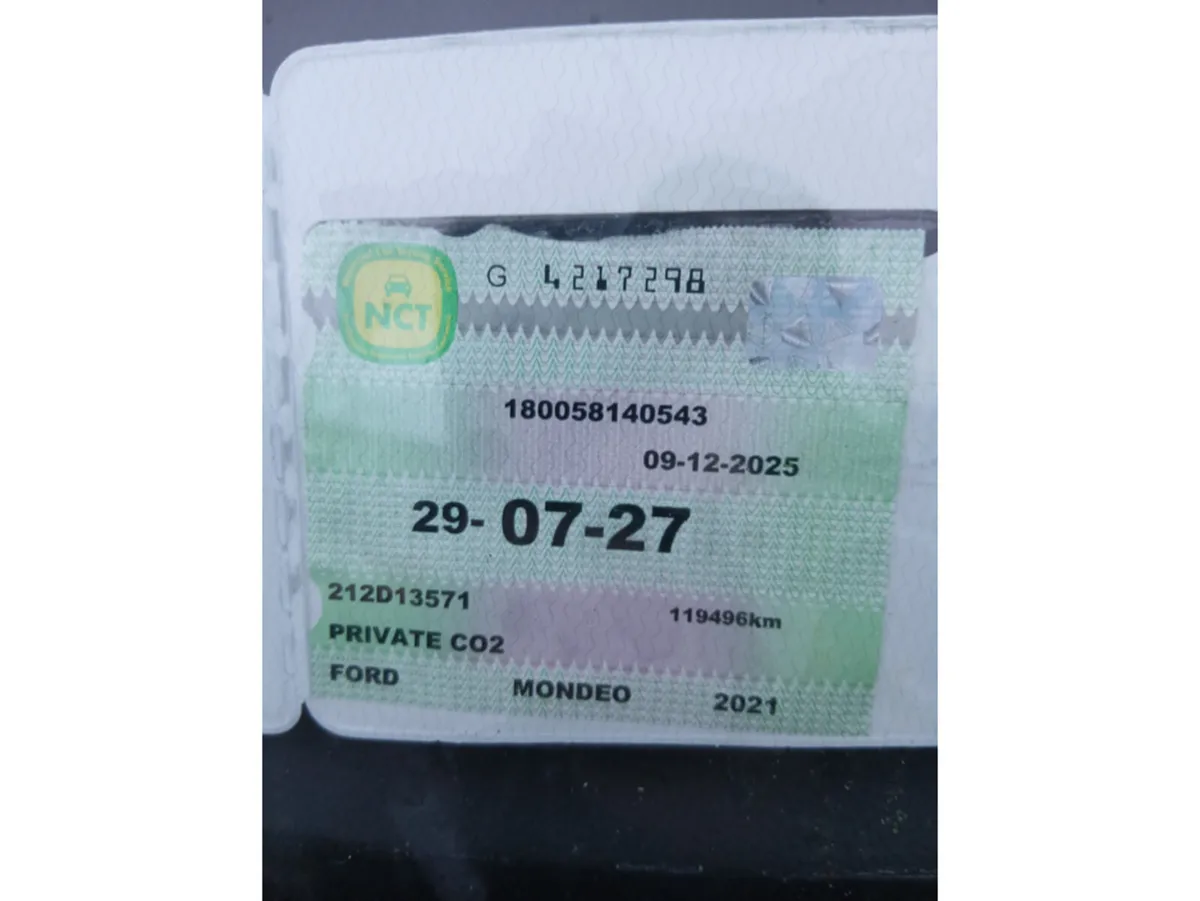 NCT
G 4217298
180058140543
09-12-2025
29- 07-27
212D13571
119496km
PRIVATE CO2
FORD MONDEO 2021